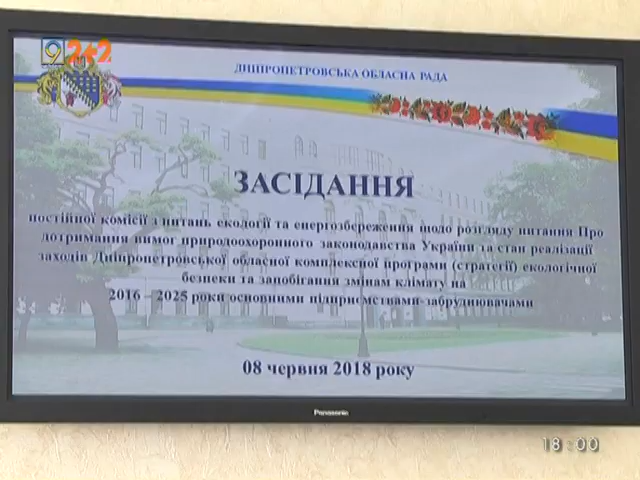 9 2+2
ДНІПРОПЕТРОВСЬКА ОБЛАСНА РАДА
ЗАСІДАННЯ
постійної комісії з питань екології та енергозбереження щодо розгляду питання Про
дотримання вимог природоохоронного законодавства України та стан реалізації
заходів Дніпропетровської обласної комплексної програми (стратегії) екологічної
безпеки та запобігання змінам клімату на
2016 – 2025 роки основними підприємствами-забруднювачами
08 червня 2018 року
Panasonic
18:00